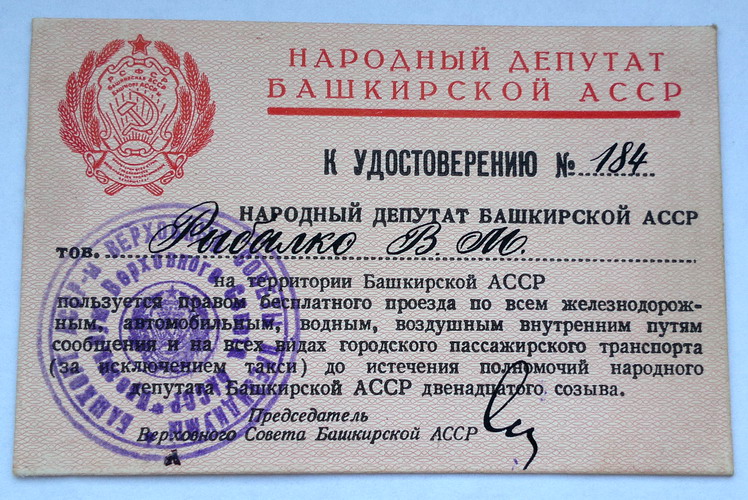 НАРОДНЫЙ ДЕПУТАТ
БАШКИРСКОЙ АССР
РСФСР
К УДОСТОВЕРЕНИЮ № 184
НАРОДНЫЙ ДЕПУТАТ БАШКИРСКОЙ АССР
тов. Рыбалко В. М.
на территории Башкирской АССР
пользуется правом бесплатного проезда по всем железнодорож-
ным, автомобильным, водным, воздушным внутренним путям
сообщения и на всех видах городского пассажирского транспорта
(за исключением такси) до истечения полномочий народного
депутата Башкирской АССР двенадцатого созыва.
Председатель
Верховного Совета Башкирской АССР